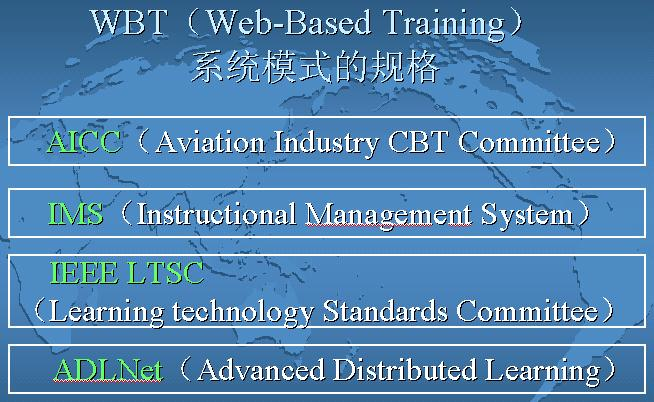 WBT（Web-Based Training）
系统模式的规格
AICC（Aviation Industry CBT Committee）
IMS（Instructional Management System）
IEEE LTSC
（Learning technology Standards Committee）
ADLNet（Advanced Distributed Learning）